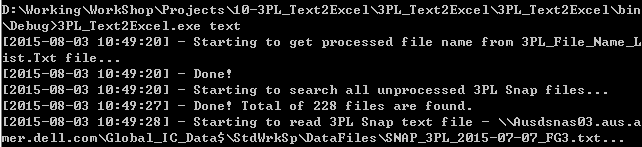 D:\Working\WorkShop\Projects\10-3PL_Text2Excel\3PL_Text2Excel\3PL_Text2Excel\bin
\Debug>3PL_Text2Excel.exe text
[2015-08-03 10:49:20] - Starting to get processed file name from 3PL_File_Name_L
ist.Txt file...
[2015-08-03 10:49:20] - Done!
[2015-08-03 10:49:20] - Starting to search all unprocessed 3PL Snap files...
[2015-08-03 10:49:27] - Done! Total of 228 files are found.
[2015-08-03 10:49:28] - Starting to read 3PL Snap text file - \\Ausdsnas03.aus.a
mer.dell.com\Global_IC_Data$\StdWrkSp\DataFiles\SNAP_3PL_2015-07-07_FG3.txt...